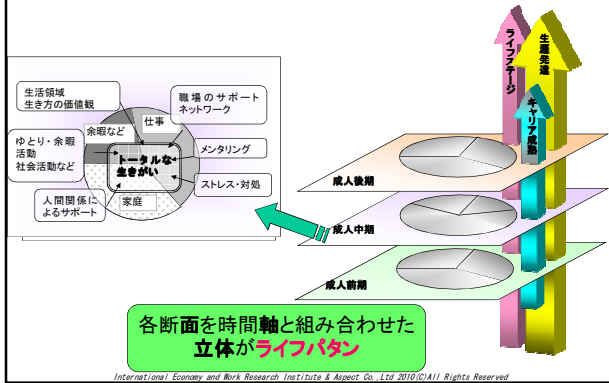 生活領域
生き方の価値観
職場のサポート
ネットワーク
仕事
余暇など
ゆとり・余暇
活動
社会活動など
トータルな
生きがい
メンタリング
ストレス・対処
人間関係に
よるサポート
家庭
ライフステージ
生涯発達
キャリア成熟
成人後期
成人中期
成人前期
各断面を時間軸と組み合わせた
立体がライフパタン
International Economy and Work Research Institute & Aspect Co.,Ltd 2010(C)All Rights Reserved